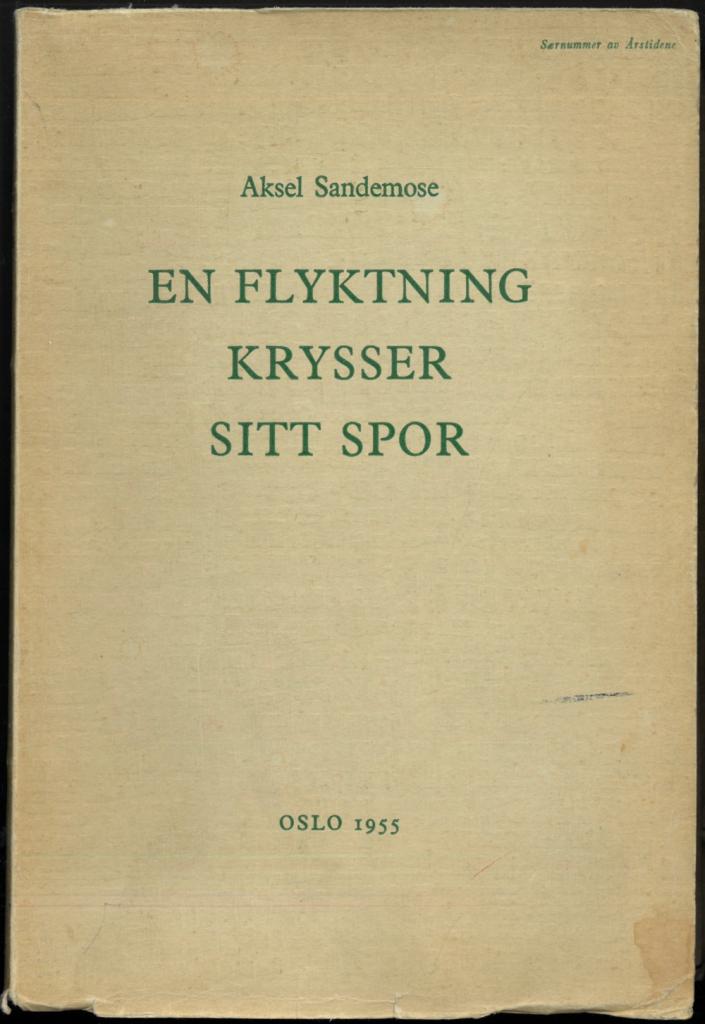 Særnummer av Årstidene
Aksel Sandemose
EN FLYKTNING
KRYSSER
SITT SPOR
OSLO 1955